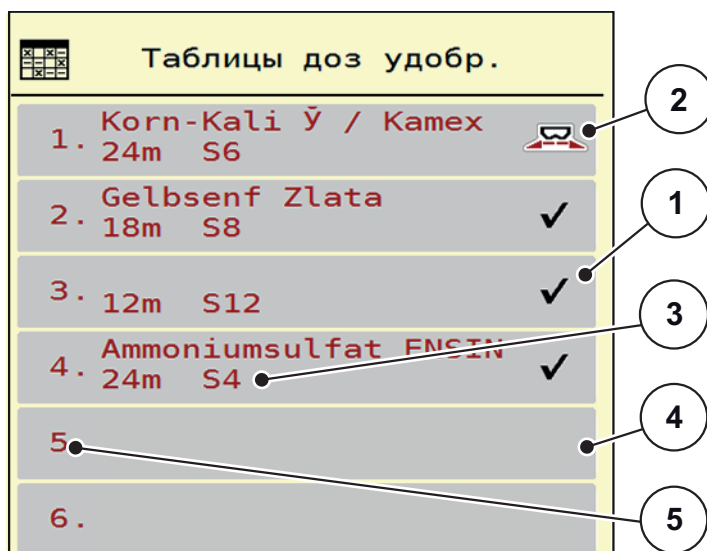 Таблицы доз удобр.
1. Korn-Kali Ў / Kamex
24m S6
2
2. Gelbsenf Zlata
18m S8
1
3. 12m S12
3
4. Ammoniumsulfat ENSIN
24m S4
4
5
5
6.